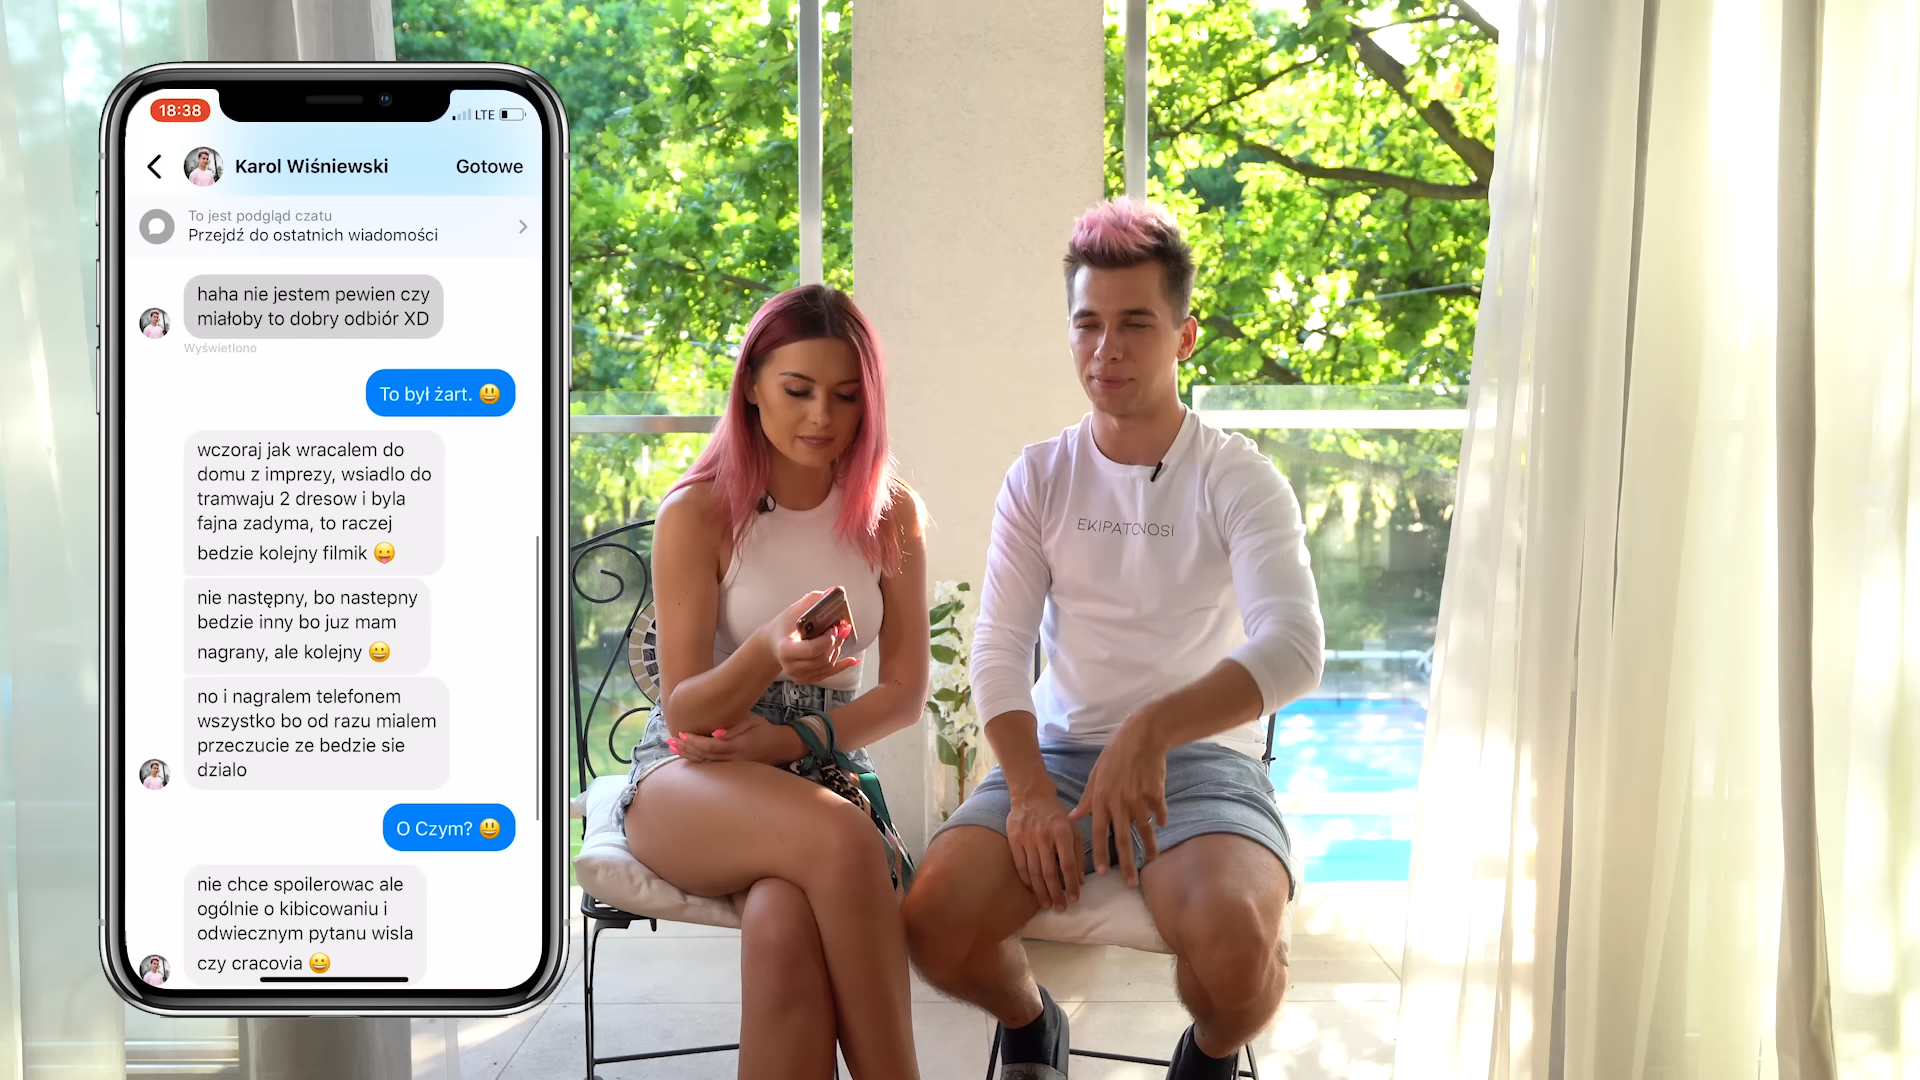 18:38
LTE
Karol Wiśniewski
Gotowe
To jest podgląd czatu
Przejdź do ostatnich wiadomości
haha nie jestem pewien czy
miałoby to dobry odbiór XD
Wyświetlono
To był żart. 😃
wczoraj jak wracalem do
domu z imprezy, wsiadlo do
tramwaju 2 dresow i byla
fajna zadyma, to raczej
bedzie kolejny filmik 😛
nie następny, bo nastepny
bedzie inny bo juz mam
nagrany, ale kolejny 😀
no i nagralem telefonem
wszystko bo od razu mialem
przeczucie ze bedzie sie
dzialo
O Czym? 😃
nie chce spoilerowac ale
ogólnie o kibicowaniu i
odwiecznym pytanu wisla
czy cracovia 😀
EKIPATONOSI